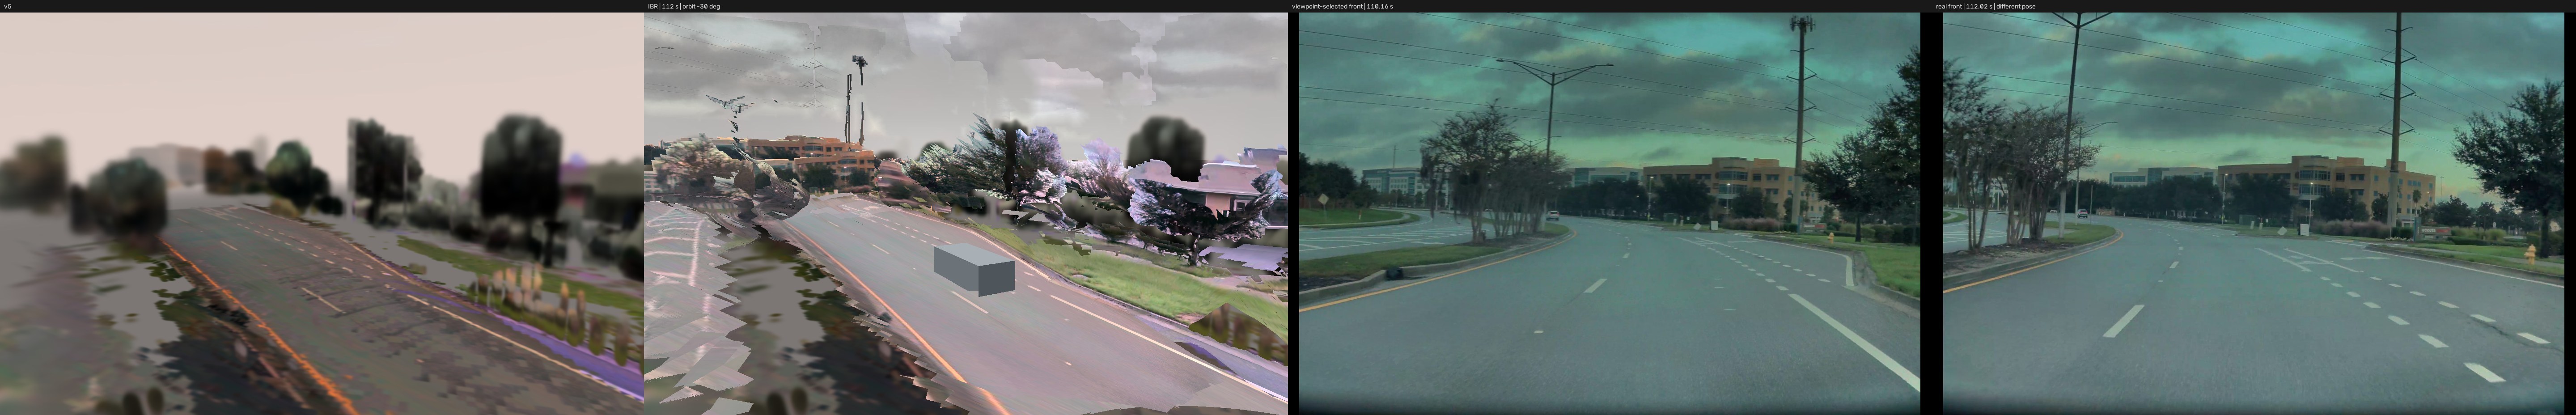 v5
IBR | 112 s | orbit -30 deg
viewpoint-selected front | 110.16 s
real front | 112.02 s | different pose